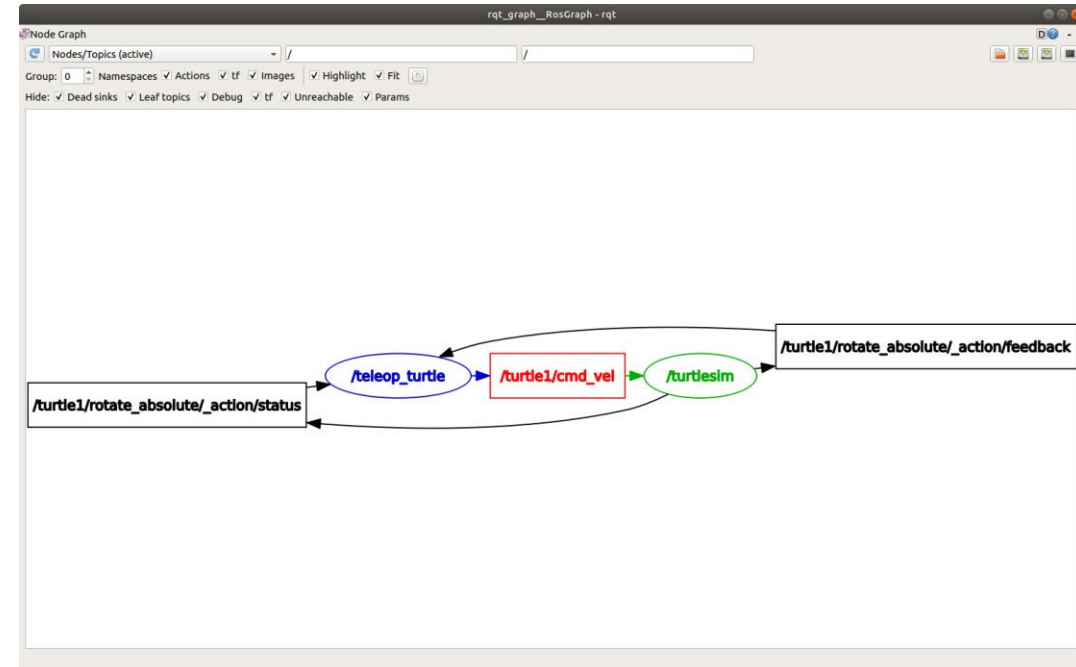 rqt_graph__RosGraph - rqt
Node Graph
D -
Nodes/Topics (active) / /
Group: 0 Namespaces Actions tf Images Highlight Fit
Hide: Dead sinks Leaf topics Debug tf Unreachable Params
/turtle1/rotate_absolute/_action/feedback
/teleop_turtle /turtle1/cmd_vel /turtlesim
/turtle1/rotate_absolute/_action/status